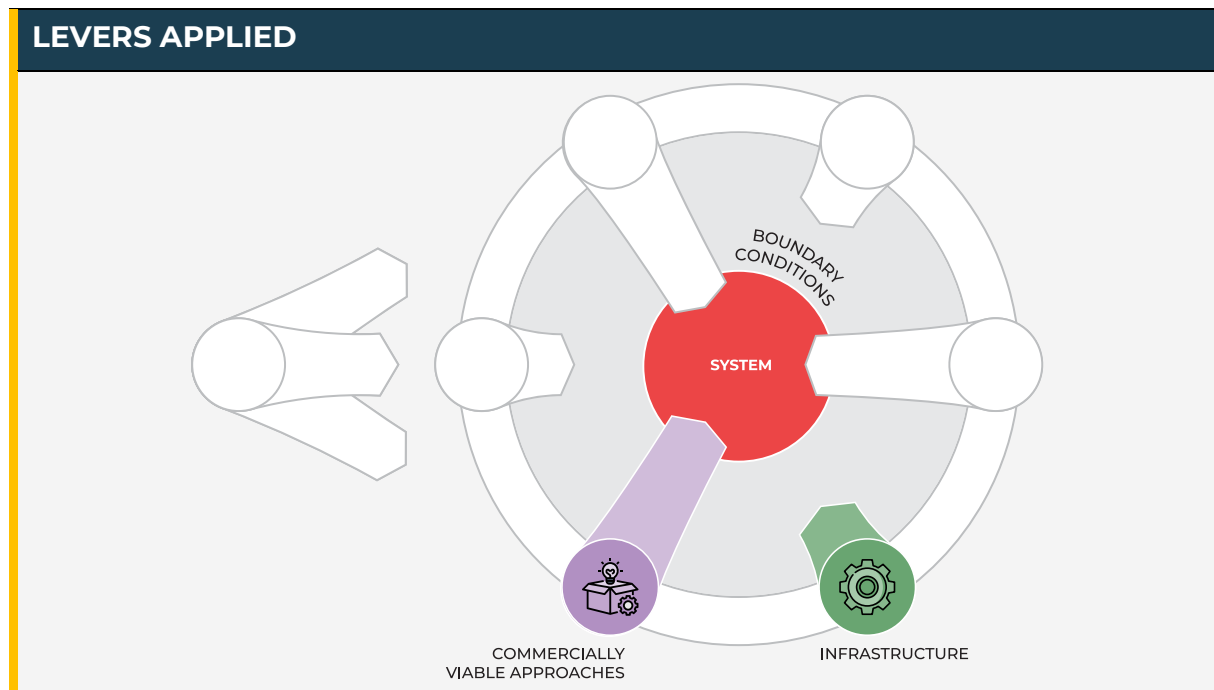 LEVERS APPLIED
BOUNDARY
CONDITIONS
SYSTEM
COMMERCIALLY
VIABLE APPROACHES
INFRASTRUCTURE